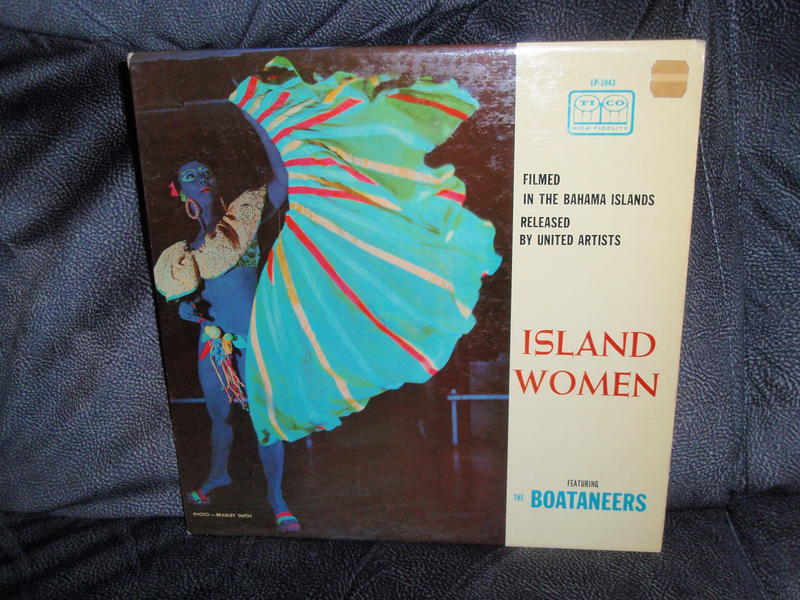 LP-1043
TICO
HIGH FIDELITY
FILMED
IN THE BAHAMA ISLANDS
RELEASED
BY UNITED ARTISTS
ISLAND
WOMEN
FEATURING
THE BOATANEERS
PHOTO — BRADLEY SMITH